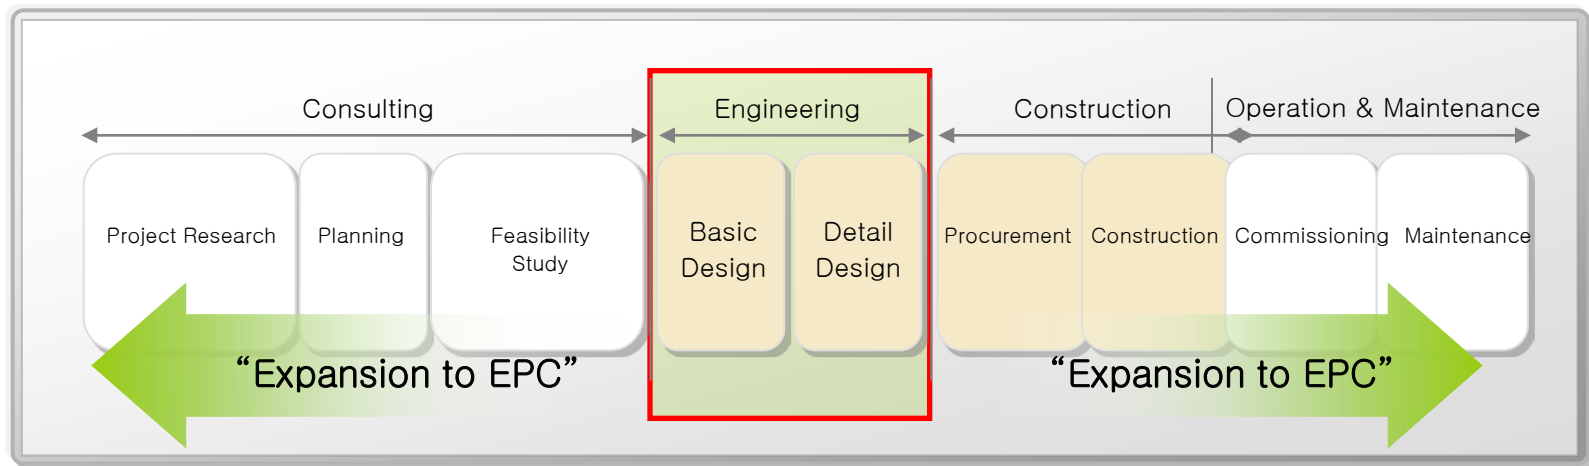 Consulting
Engineering
Construction
Operation & Maintenance
Project Research
Planning
Feasibility
Study
Basic
Design
Detail
Design
Procurement
Construction
Commissioning
Maintenance
“Expansion to EPC”
“Expansion to EPC”